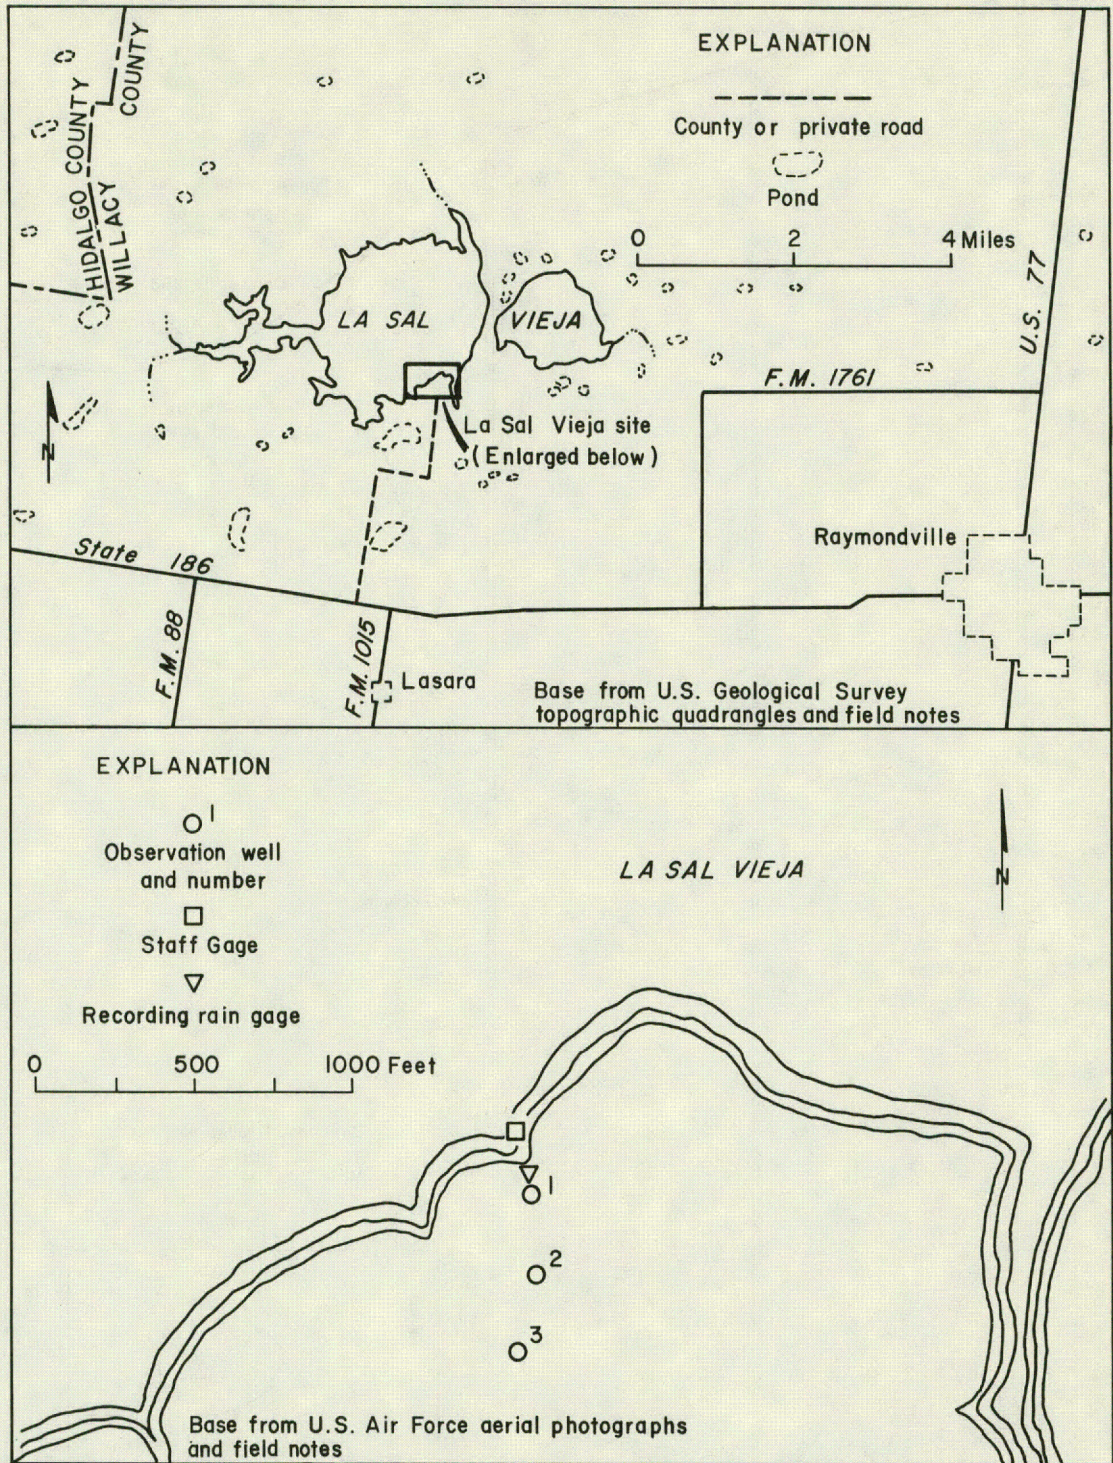 HIDALGO COUNTY
WILLACY
COUNTY
EXPLANATION
County or private road
Pond
0 2 4 Miles
U.S. 77
LA SAL
VIEJA
F.M. 1761
La Sal Vieja site
(Enlarged below)
N
Raymondville
State 186
F.M. 88
F.M. 1015
Lasara
Base from U.S. Geological Survey
topographic quadrangles and field notes
EXPLANATION
1
Observation well
and number
Staff Gage
Recording rain gage
0 500 1000 Feet
LA SAL VIEJA
N
1
2
3
Base from U.S. Air Force aerial photographs
and field notes